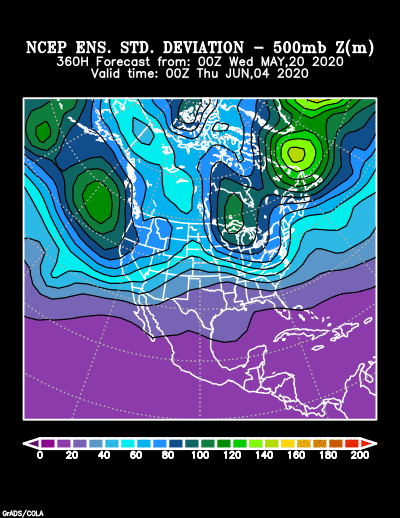 NCEP ENS. STD. DEVIATION – 500mb Z(m)
360H Forecast from: 00Z Wed MAY,20 2020
Valid time: 00Z Thu JUN,04 2020
0 20 40 60 80 100 120 140 160 180 200
GrADS/COLA